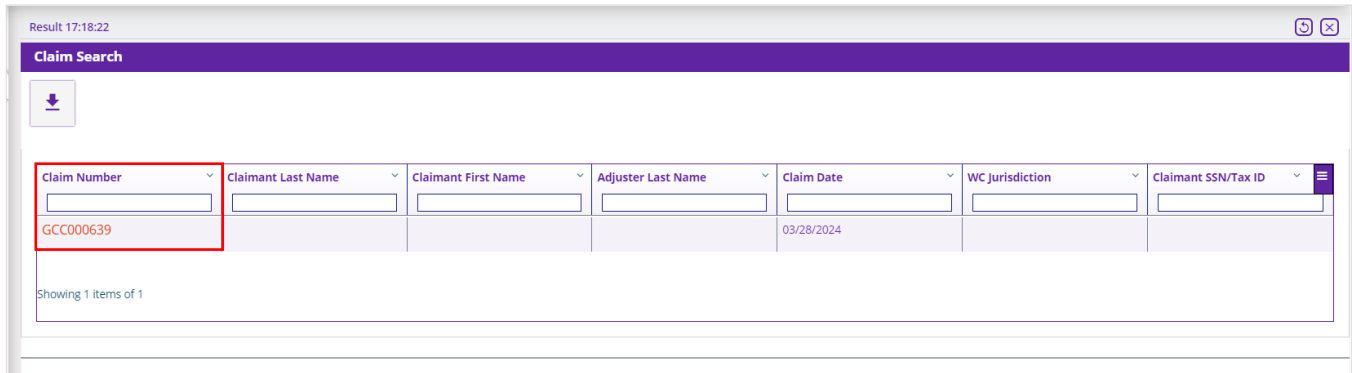 Result 17:18:22
Claim Search
Claim Number Claimant Last Name Claimant First Name Adjuster Last Name Claim Date WC Jurisdiction Claimant SSN/Tax ID
GCC000639 03/28/2024
Showing 1 items of 1